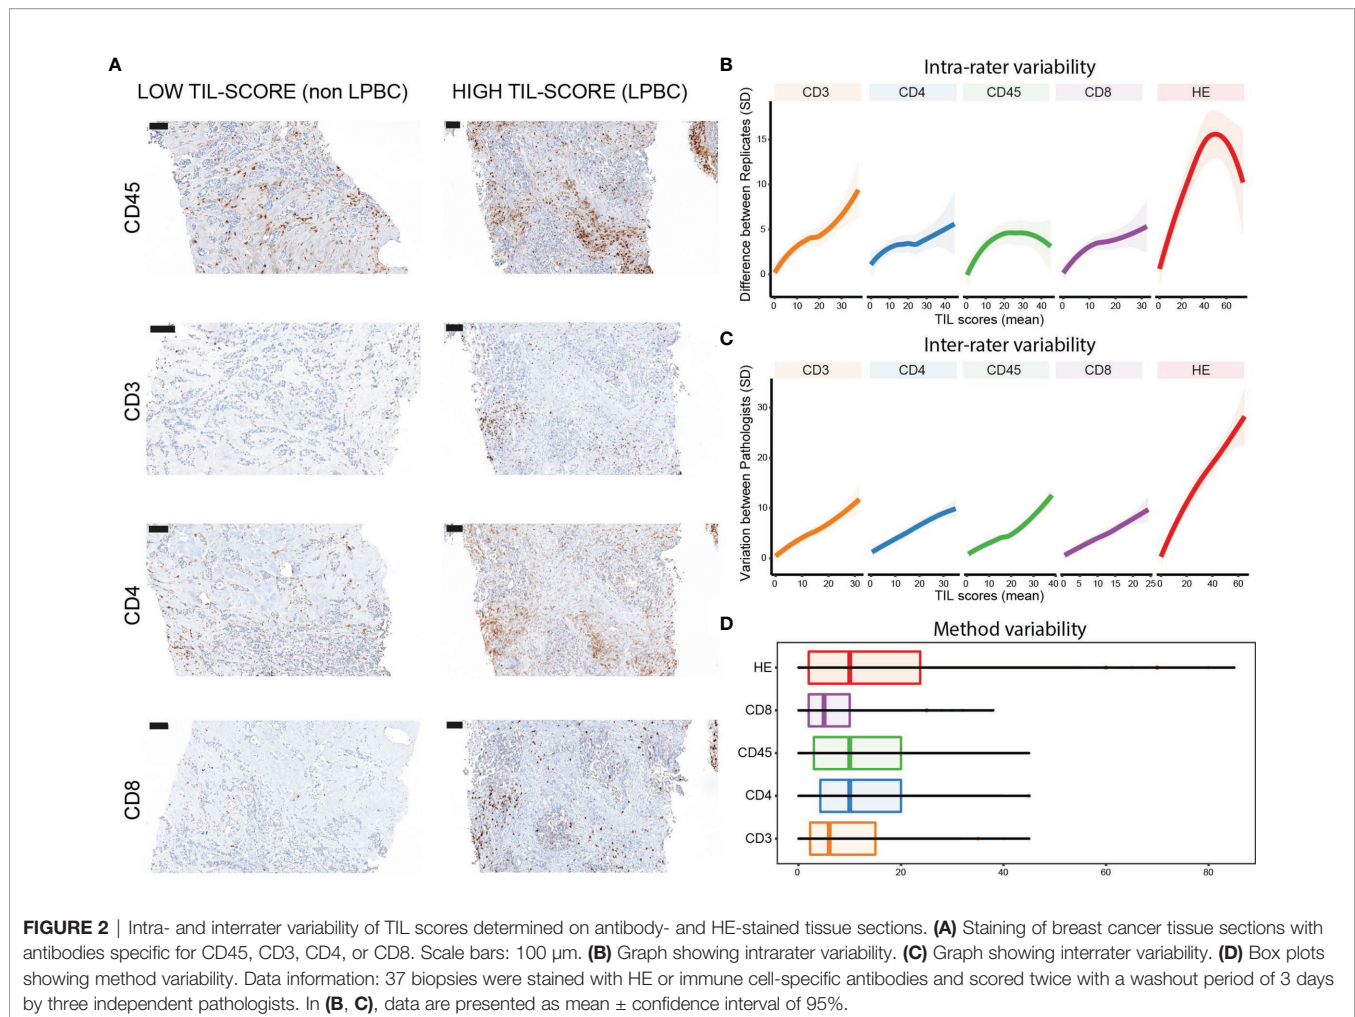 A
LOW TIL-SCORE (non LPBC)
HIGH TIL-SCORE (LPBC)
CD45
CD3
CD4
CD8
B
Intra-rater variability
CD3 CD4 CD45 CD8 HE
Difference between Replicates (SD)
15
10
5
0
0 10 20 30 0 10 20 30 40 0 10 20 30 40 0 10 20 30 0 20 40 60
TIL scores (mean)
C
Inter-rater variability
CD3 CD4 CD45 CD8 HE
Variation between Pathologists (SD)
30
20
10
0
0 10 20 30 0 10 20 30 0 10 20 30 40 0 5 10 15 20 25 0 20 40 60
TIL scores (mean)
D
Method variability
HE
CD8
CD45
CD4
CD3
0 20 40 60 80
FIGURE 2 | Intra- and interrater variability of TIL scores determined on antibody- and HE-stained tissue sections. (A) Staining of breast cancer tissue sections with
antibodies specific for CD45, CD3, CD4, or CD8. Scale bars: 100 µm. (B) Graph showing intrarater variability. (C) Graph showing interrater variability. (D) Box plots
showing method variability. Data information: 37 biopsies were stained with HE or immune cell-specific antibodies and scored twice with a washout period of 3 days
by three independent pathologists. In (B, C), data are presented as mean ± confidence interval of 95%.